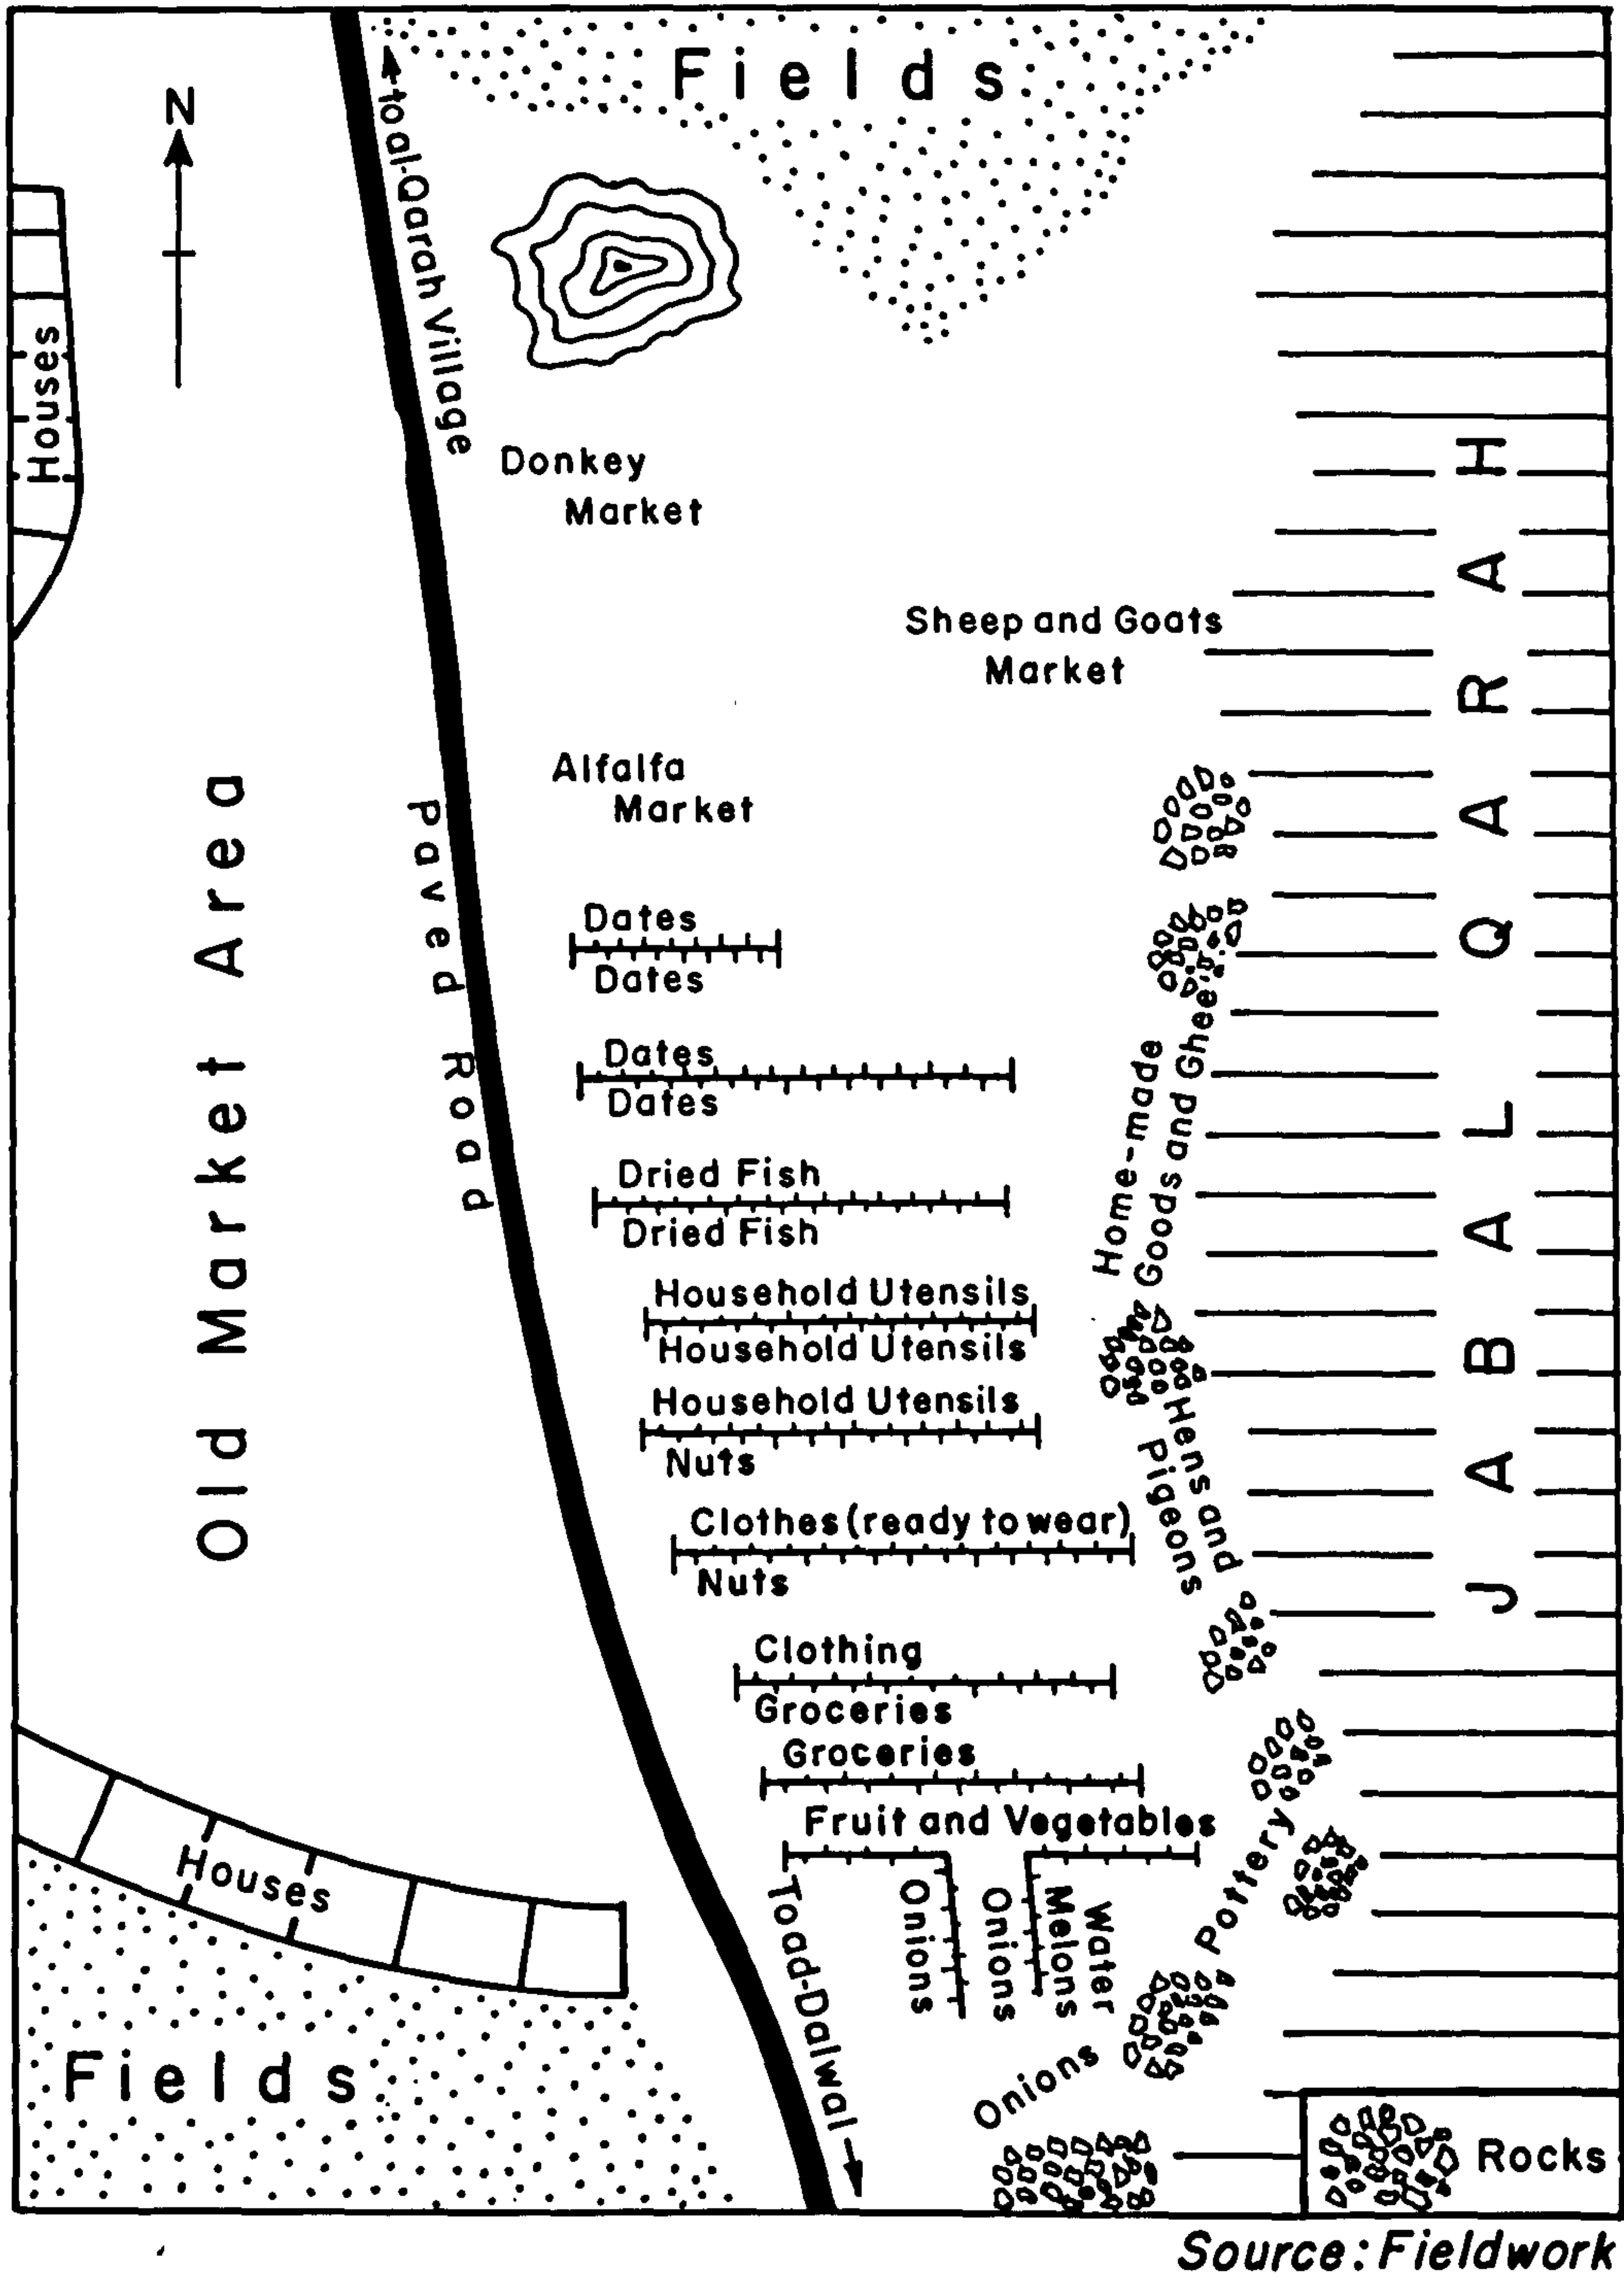 Fields
N
to al-Qarah Village
Houses
Donkey
Market
Sheep and Goats
Market
Alfalfa
Market
Old Market Area
Paved Road
JABAL QARAH
Dates
Dates
Dates
Dates
Dried Fish
Dried Fish
Home-made
Goods and Ghee
Household Utensils
Household Utensils
Household Utensils
Nuts
Hens and
Pigeons
Clothes (ready to wear)
Nuts
Clothing
Groceries
Groceries
Fruit and Vegetables
Onions
Onions
Water
Melons
Pottery
Houses
Toad-Dalwal
Onions
Fields
Rocks
Source: Fieldwork